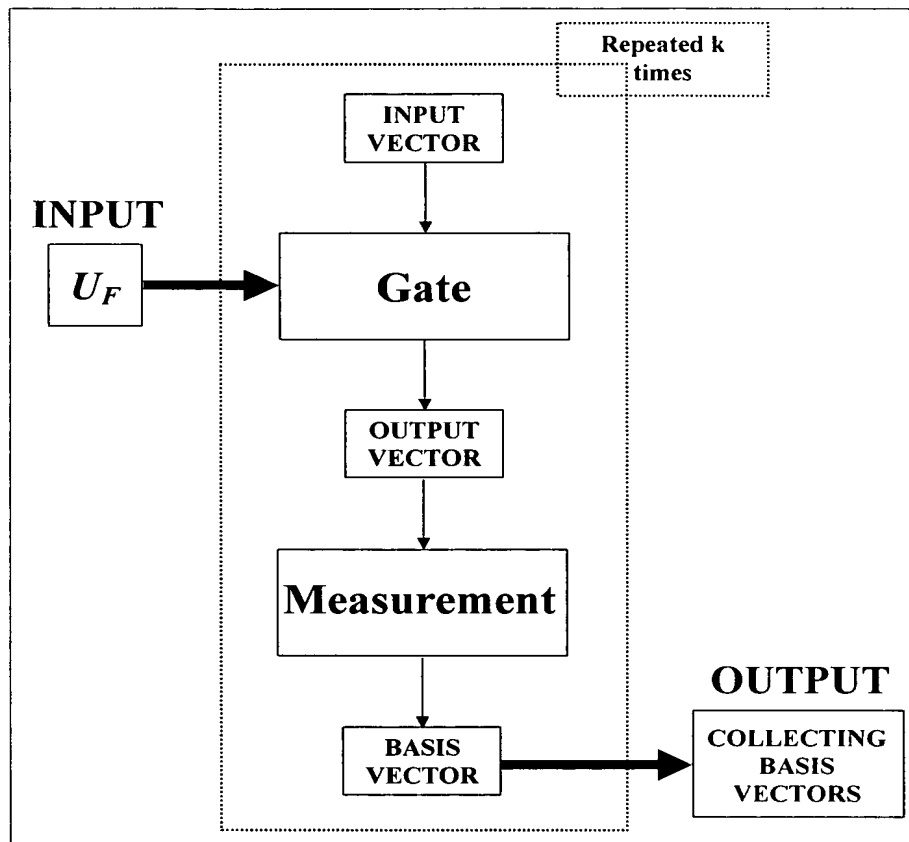 Repeated k
times
INPUT
VECTOR
INPUT
U_F
Gate
OUTPUT
VECTOR
Measurement
OUTPUT
BASIS
VECTOR
COLLECTING
BASIS
VECTORS